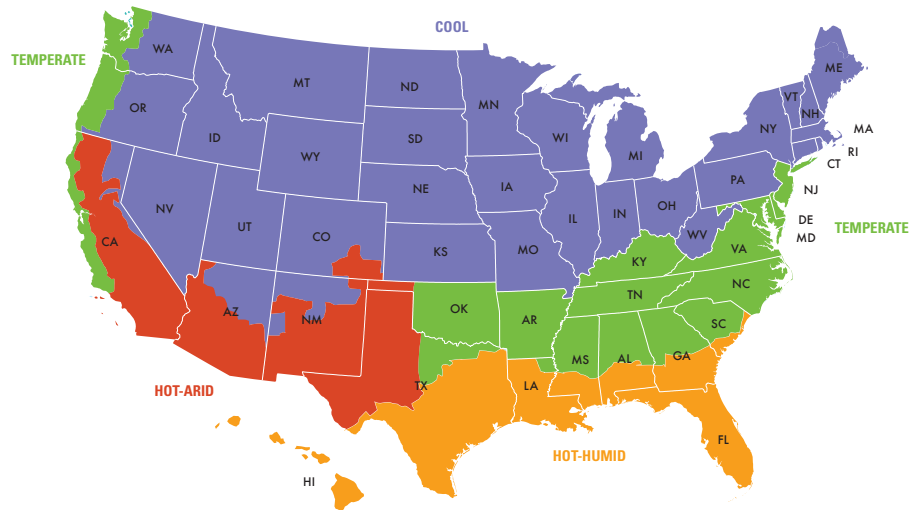 COOL
TEMPERATE
WA
MT
ND
MN
ME
VT
NH
OR
ID
SD
WI
NY
MA
MI
RI
WY
CT
NE
IA
PA
NJ
NV
UT
CO
IL
IN
OH
DE
MD
TEMPERATE
CA
KS
MO
WV
VA
KY
NC
TN
AZ
NM
OK
AR
SC
MS
AL
GA
TX
LA
HOT-ARID
FL
HOT-HUMID
HI